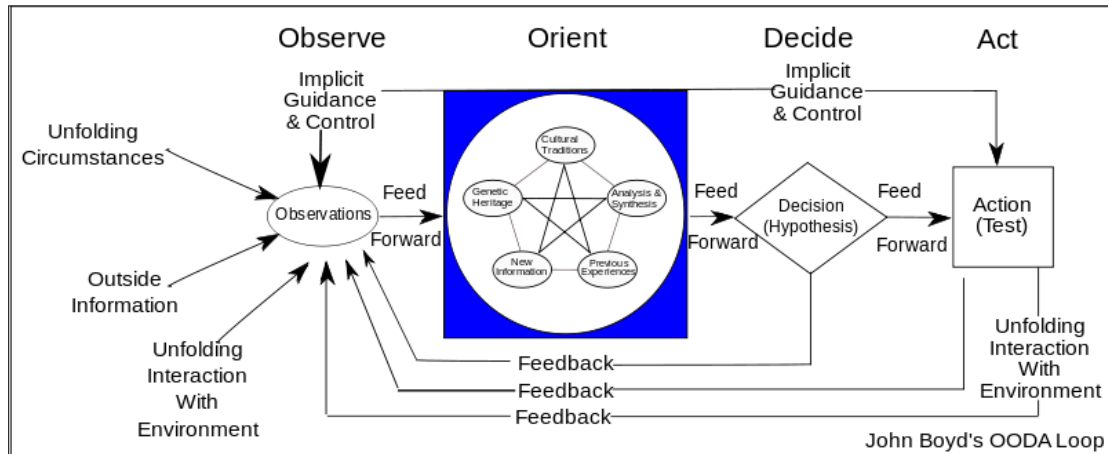 Observe
Orient
Decide
Act
Implicit
Guidance
& Control
Implicit
Guidance
& Control
Unfolding
Circumstances
Observations
Outside
Information
Unfolding
Interaction
With
Environment
Feed
Forward
Cultural
Traditions
Genetic
Heritage
Analysis &
Synthesis
New
Information
Previous
Experiences
Feed
Forward
Decision
(Hypothesis)
Feed
Forward
Action
(Test)
Unfolding
Interaction
With
Environment
Feedback
Feedback
Feedback
John Boyd's OODA Loop